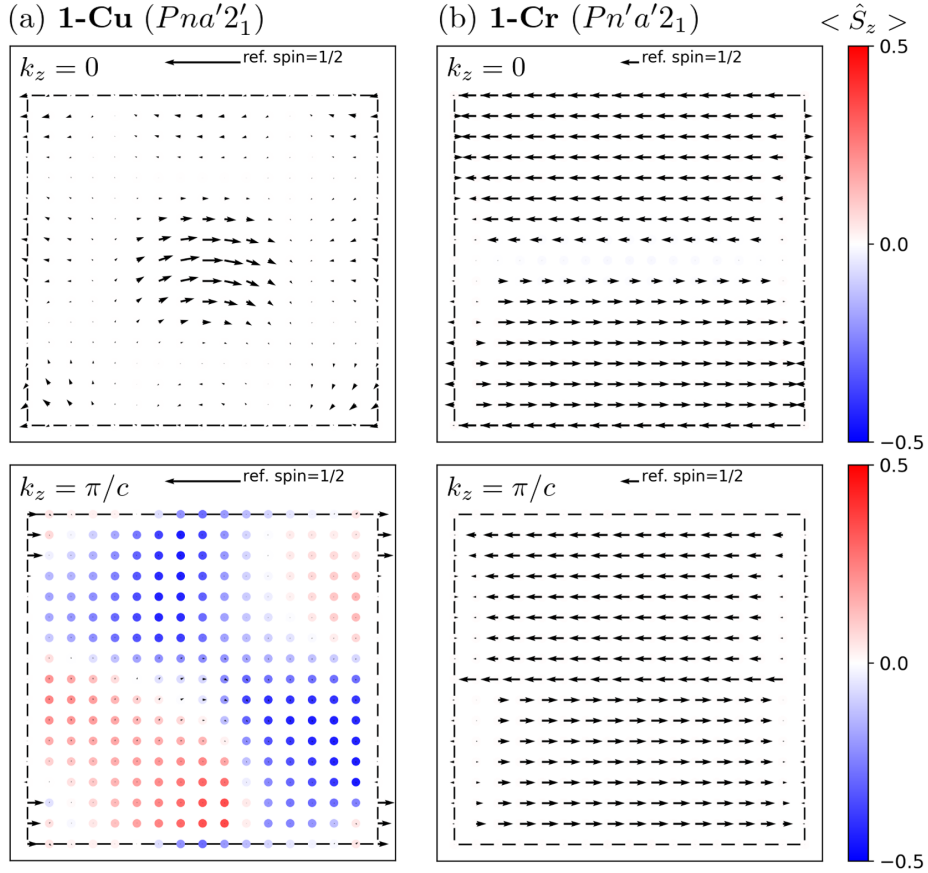 (a) 1-Cu (Pna′2′₁)
(b) 1-Cr (Pn′a′2₁)
< Ŝz >
ref. spin=1/2
kz = 0
ref. spin=1/2
kz = 0
0.5
0.0
−0.5
ref. spin=1/2
kz = π/c
ref. spin=1/2
kz = π/c
0.5
0.0
−0.5